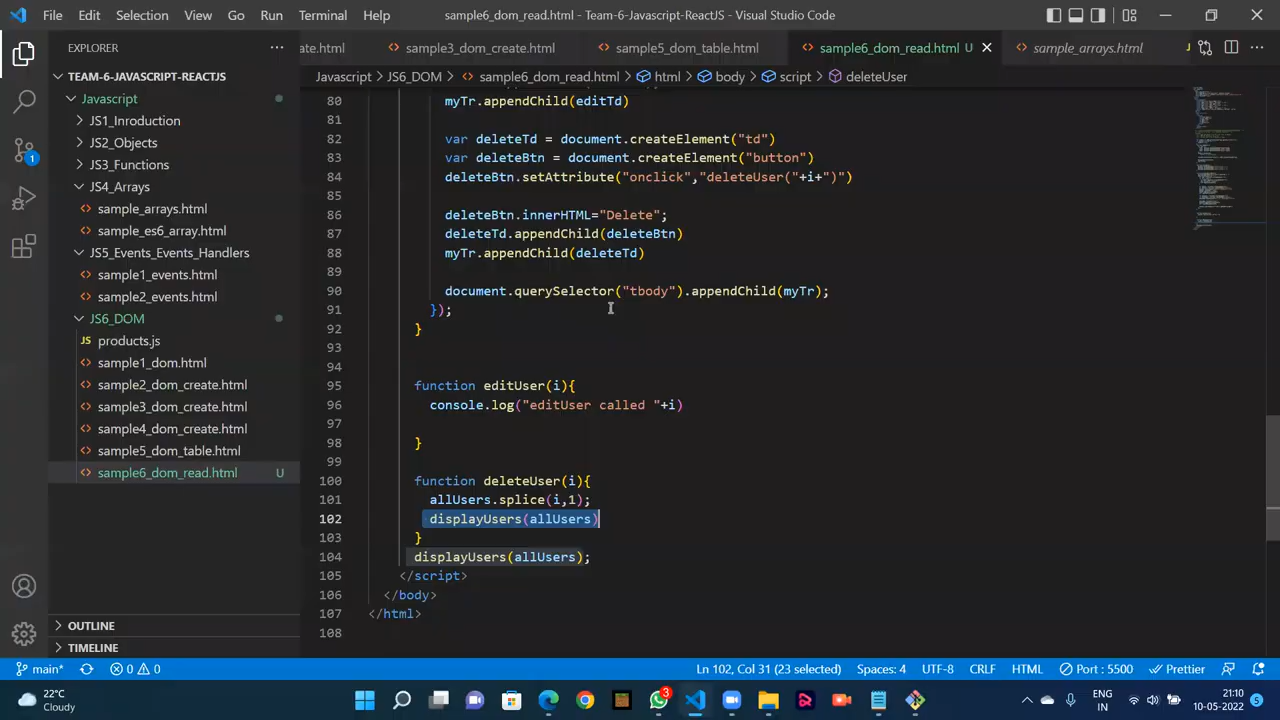 File Edit Selection View Go Run Terminal Help
sample6_dom_read.html - Team-6-Javascript-ReactJS - Visual Studio Code
EXPLORER
TEAM-6-JAVASCRIPT-REACTJS
Javascript
JS1_Inroduction
JS2_Objects
JS3_Functions
JS4_Arrays
sample_arrays.html
sample_es6_array.html
JS5_Events_Events_Handlers
sample1_events.html
sample2_events.html
JS6_DOM
JS products.js
sample1_dom.html
sample2_dom_create.html
sample3_dom_create.html
sample4_dom_create.html
sample5_dom_table.html
sample6_dom_read.html U
OUTLINE
TIMELINE
1
ate.html sample3_dom_create.html sample5_dom_table.html sample6_dom_read.html U sample_arrays.html
Javascript > JS6_DOM > sample6_dom_read.html > html > body > script > deleteUser
80 myTr.appendChild(editTd)
81
82 var deleteTd = document.createElement("td")
83 var deleteBtn = document.createElement("button")
84 deleteBtn.setAttribute("onclick","deleteUser("+i+")")
85
86 deleteBtn.innerHTML="Delete";
87 deleteTd.appendChild(deleteBtn)
88 myTr.appendChild(deleteTd)
89
90 document.querySelector("tbody").appendChild(myTr);
91 });
92 }
93
94
95 function editUser(i){
96 console.log("editUser called "+i)
97
98 }
99
100 function deleteUser(i){
101 allUsers.splice(i,1);
102 displayUsers(allUsers)
103 }
104 displayUsers(allUsers);
105 </script>
106 </body>
107 </html>
108
main* 0 0 Ln 102, Col 31 (23 selected) Spaces: 4 UTF-8 CRLF HTML Port : 5500 Prettier
22°C
Cloudy
3
ENG
IN
21:10
10-05-2022